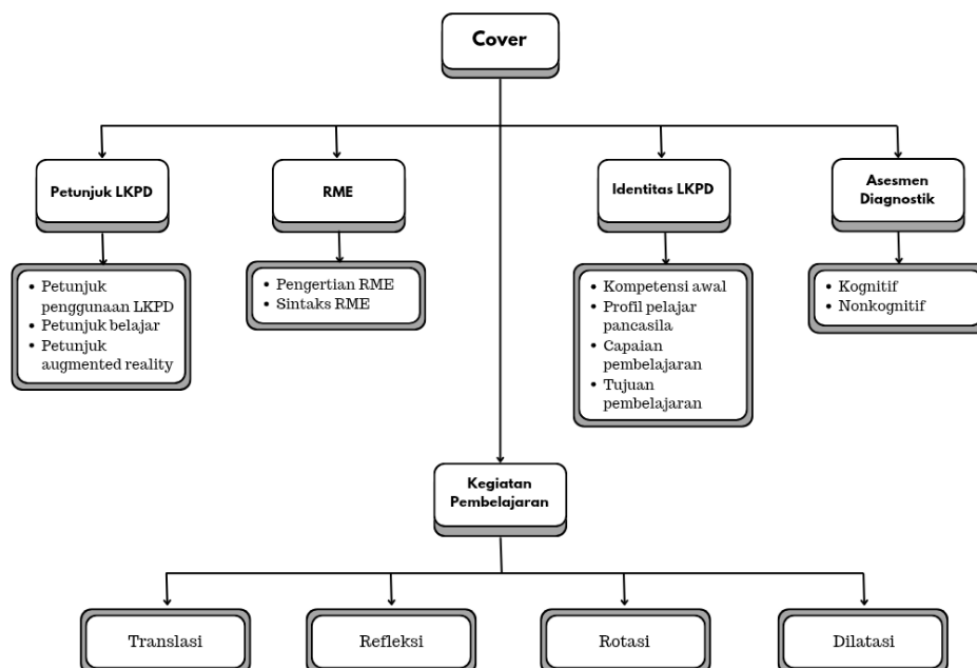 Cover
Petunjuk LKPD
RME
Identitas LKPD
Asesmen
Diagnostik
• Petunjuk
penggunaan LKPD
• Petunjuk belajar
• Petunjuk
augmented reality
• Pengertian RME
• Sintaks RME
• Kompetensi awal
• Profil pelajar
pancasila
• Capaian
pembelajaran
• Tujuan
pembelajaran
• Kognitif
• Nonkognitif
Kegiatan
Pembelajaran
Translasi
Refleksi
Rotasi
Dilatasi